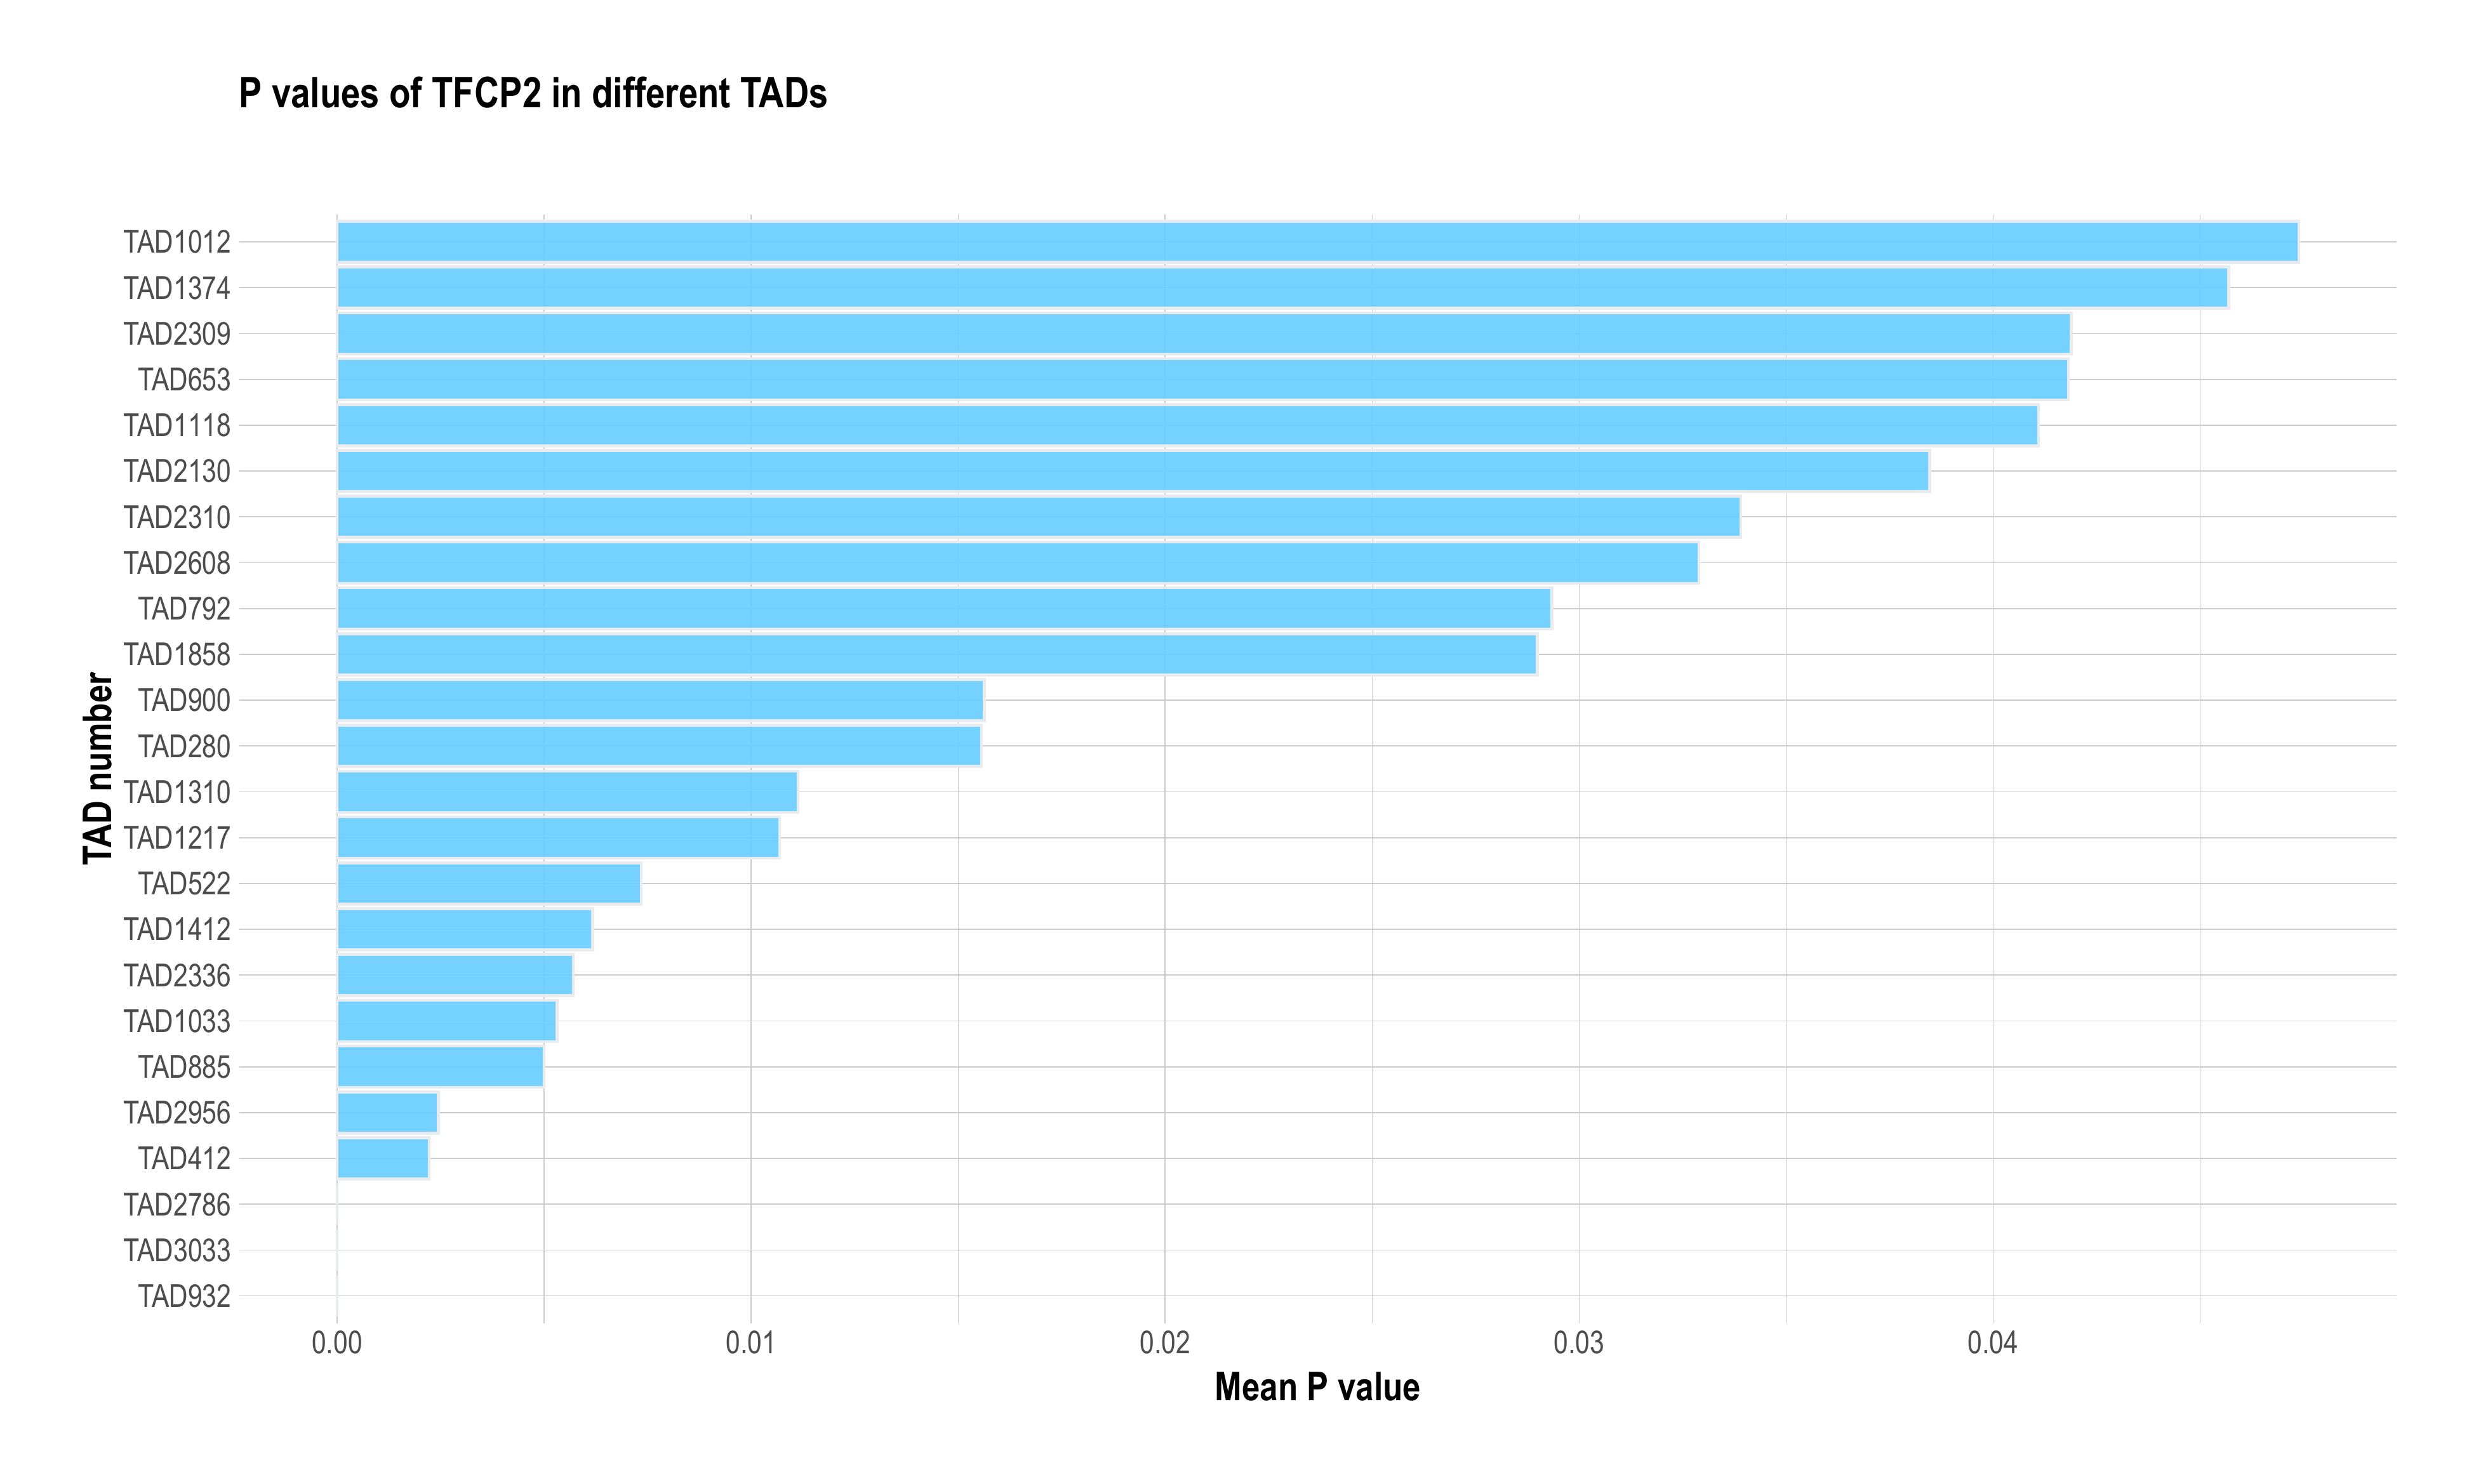 P values of TFCP2 in different TADs
TAD number
TAD1012
TAD1374
TAD2309
TAD653
TAD1118
TAD2130
TAD2310
TAD2608
TAD792
TAD1858
TAD900
TAD280
TAD1310
TAD1217
TAD522
TAD1412
TAD2336
TAD1033
TAD885
TAD2956
TAD412
TAD2786
TAD3033
TAD932
0.00 0.01 0.02 0.03 0.04
Mean P value